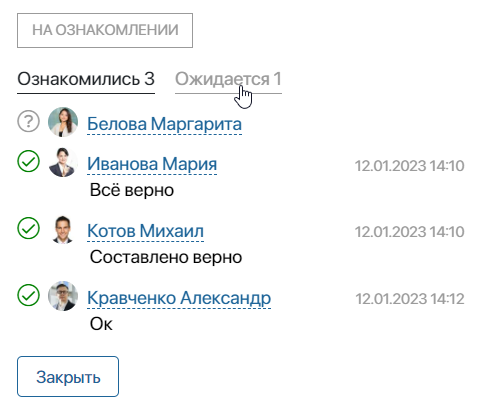 НА ОЗНАКОМЛЕНИИ
Ознакомились 3 Ожидается 1
? Белова Маргарита
Иванова Мария 12.01.2023 14:10
Всё верно
Котов Михаил 12.01.2023 14:10
Составлено верно
Кравченко Александр 12.01.2023 14:12
Ок
Закрыть